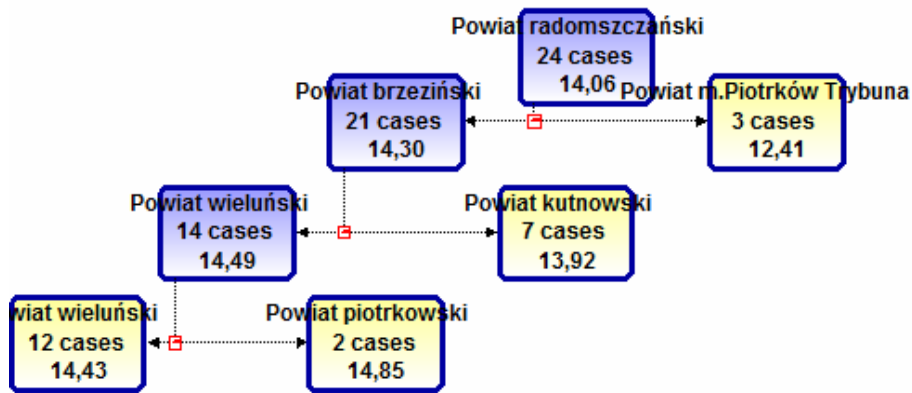 Powiat radomszczański
24 cases
14,06
Powiat brzeziński
21 cases
14,30
Powiat m.Piotrków Trybuna
3 cases
12,41
Powiat wieluński
14 cases
14,49
Powiat kutnowski
7 cases
13,92
wiat wieluński
12 cases
14,43
Powiat piotrkowski
2 cases
14,85